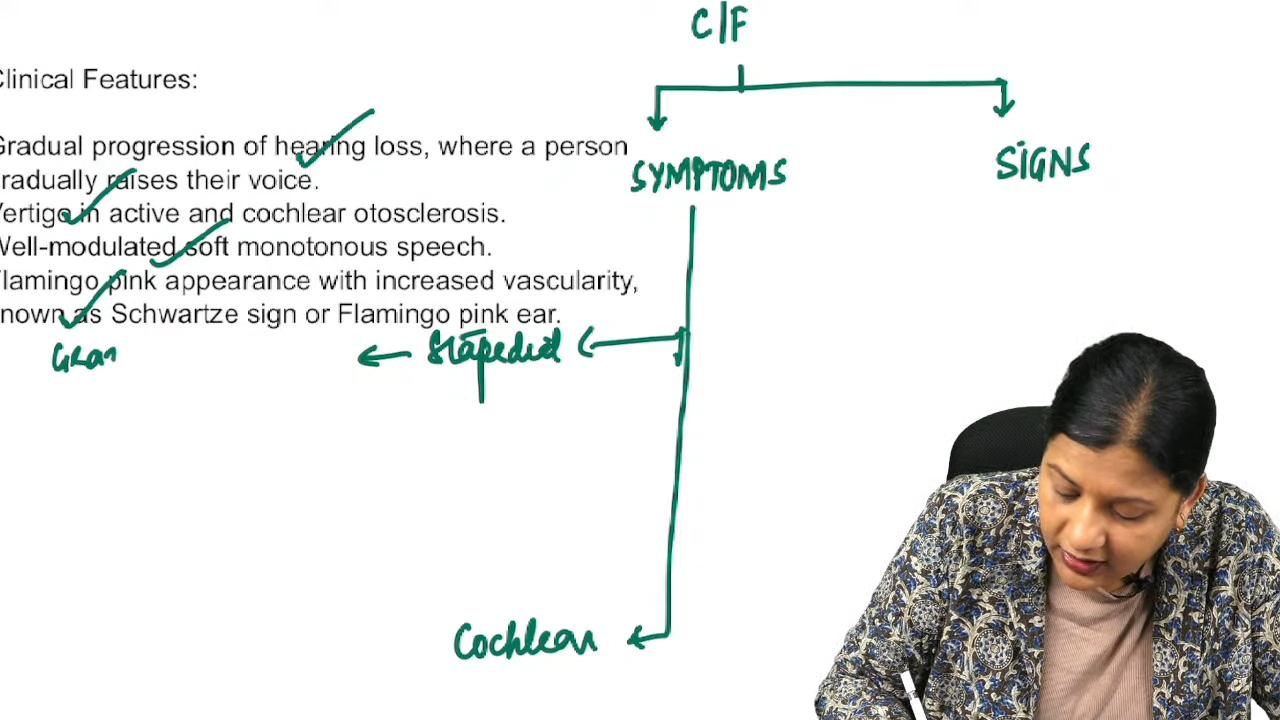 C/F
Clinical Features:
Gradual progression of hearing loss, where a person
gradually raises their voice.
Vertigo in active and cochlear otosclerosis.
Well-modulated soft monotonous speech.
Flamingo pink appearance with increased vascularity,
known as Schwartze sign or Flamingo pink ear.
SYMPTOMS
SIGNS
Gran
Stapedial
Cochlear